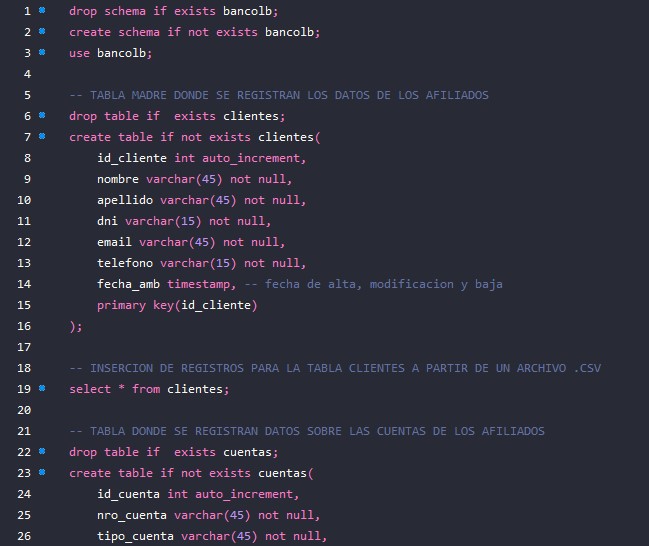 1 drop schema if exists bancolb;
2 create schema if not exists bancolb;
3 use bancolb;
4
5 -- TABLA MADRE DONDE SE REGISTRAN LOS DATOS DE LOS AFILIADOS
6 drop table if  exists clientes;
7 create table if not exists clientes(
8     id_cliente int auto_increment,
9     nombre varchar(45) not null,
10     apellido varchar(45) not null,
11     dni varchar(15) not null,
12     email varchar(45) not null,
13     telefono varchar(15) not null,
14     fecha_amb timestamp, -- fecha de alta, modificacion y baja
15     primary key(id_cliente)
16 );
17
18 -- INSERCION DE REGISTROS PARA LA TABLA CLIENTES A PARTIR DE UN ARCHIVO .CSV
19 select * from clientes;
20
21 -- TABLA DONDE SE REGISTRAN DATOS SOBRE LAS CUENTAS DE LOS AFILIADOS
22 drop table if  exists cuentas;
23 create table if not exists cuentas(
24     id_cuenta int auto_increment,
25     nro_cuenta varchar(45) not null,
26     tipo_cuenta varchar(45) not null,